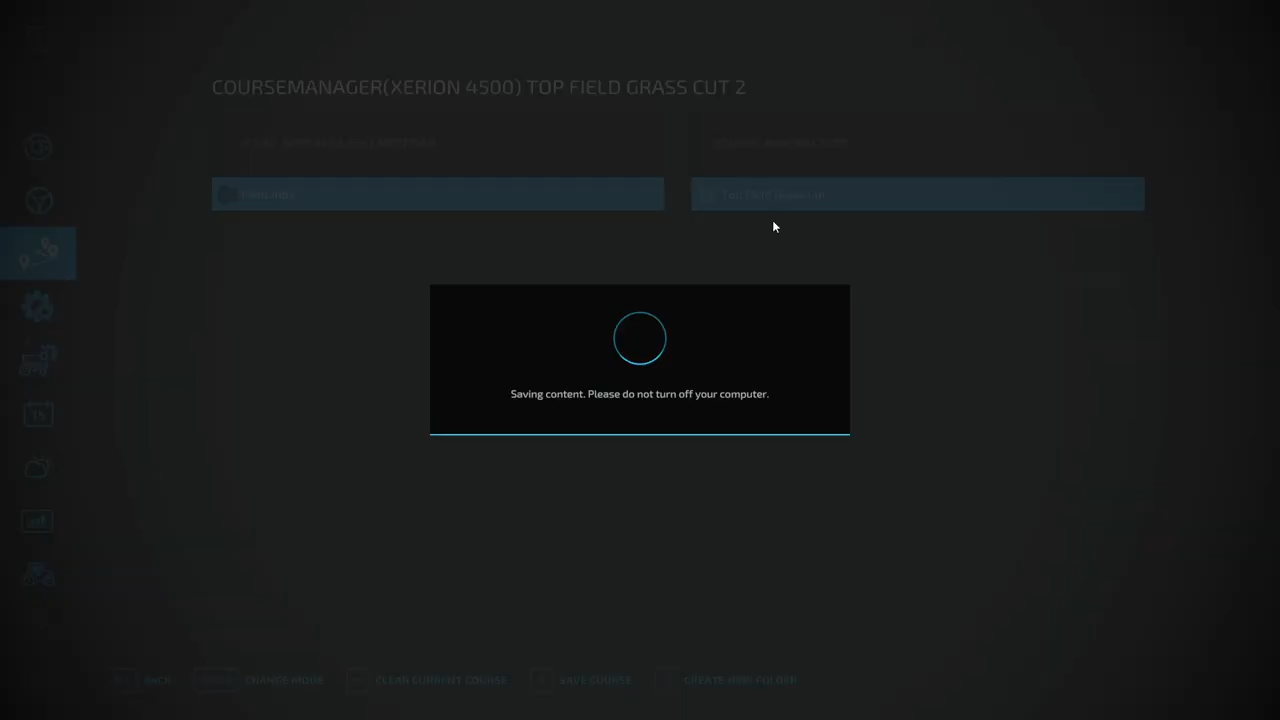 COURSEMANAGER(XERION 4500) TOP FIELD GRASS CUT 2
Saving content. Please do not turn off your computer.
BACK
CHANGE MODE
CLEAR CURRENT COURSE
SAVE COURSE
CREATE NEW FOLDER
15